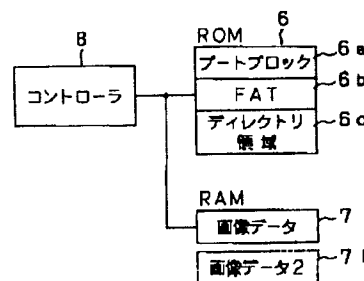 8
コントローラ
ROM
6
ブートブロック
6a
FAT
6b
ディレクトリ
領域
6c
RAM
画像データ
7
画像データ2
7